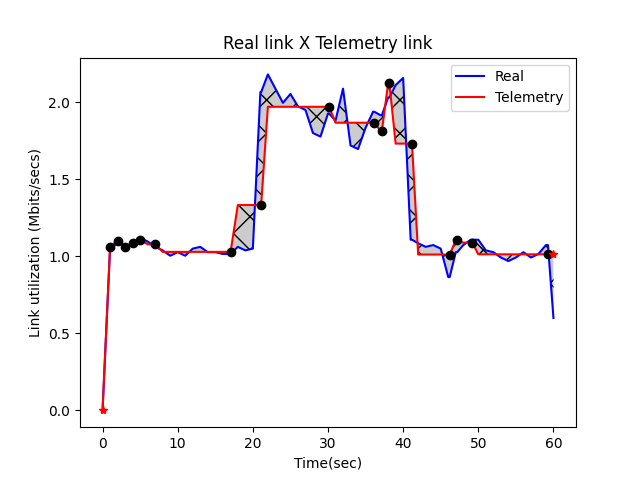 Real link X Telemetry link
Real
Telemetry
Link utilization (Mbits/secs)
2.0
1.5
1.0
0.5
0.0
0 10 20 30 40 50 60
Time(sec)